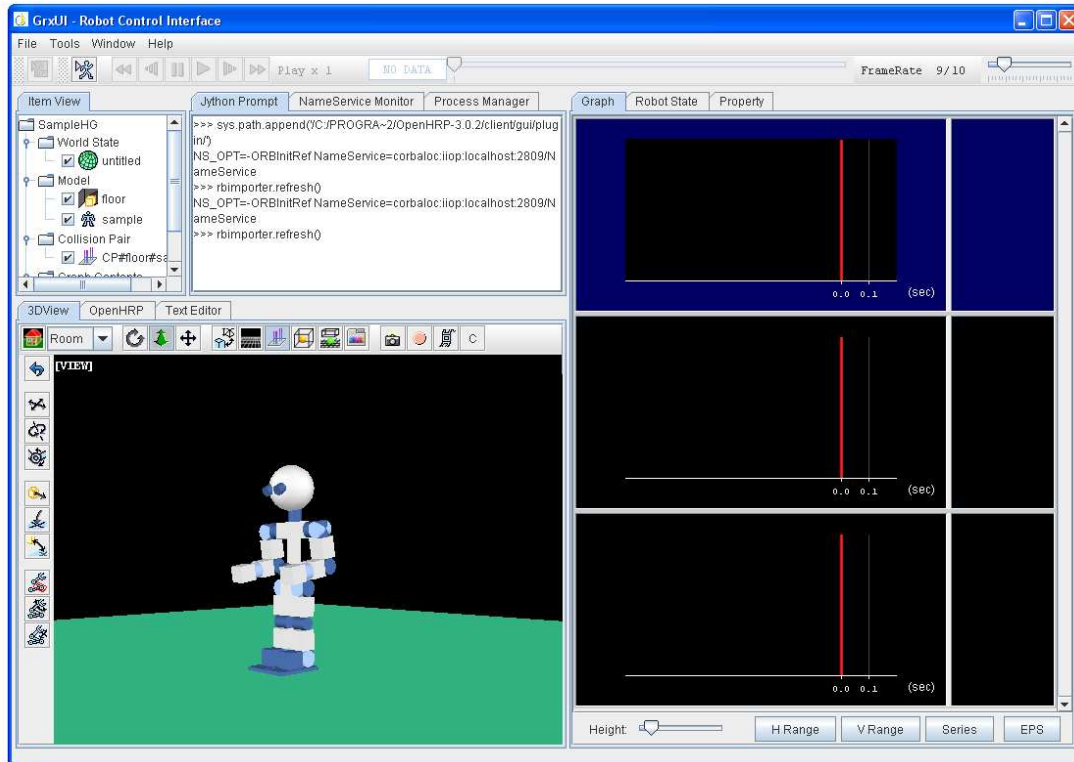 GrxUI - Robot Control Interface
File Tools Window Help
Play x 1 NO DATA FrameRate 9/10
Item View
SampleHG
World State
untitled
Model
floor
sample
Collision Pair
CP#floor#sa
Graph Contents
Jython Prompt NameService Monitor Process Manager
>>> sys.path.append('/C:/PROGRA~2/OpenHRP-3.0.2/client/gui/plug
in/')
NS_OPT=-ORBInitRef NameService=corbaloc:iiop:localhost:2809/N
ameService
>>> rbimporter.refresh()
NS_OPT=-ORBInitRef NameService=corbaloc:iiop:localhost:2809/N
ameService
>>> rbimporter.refresh()
3DView OpenHRP Text Editor
Room C
[VIEW]
Graph Robot State Property
0.0 0.1 (sec)
0.0 0.1 (sec)
0.0 0.1 (sec)
Height: H Range V Range Series EPS